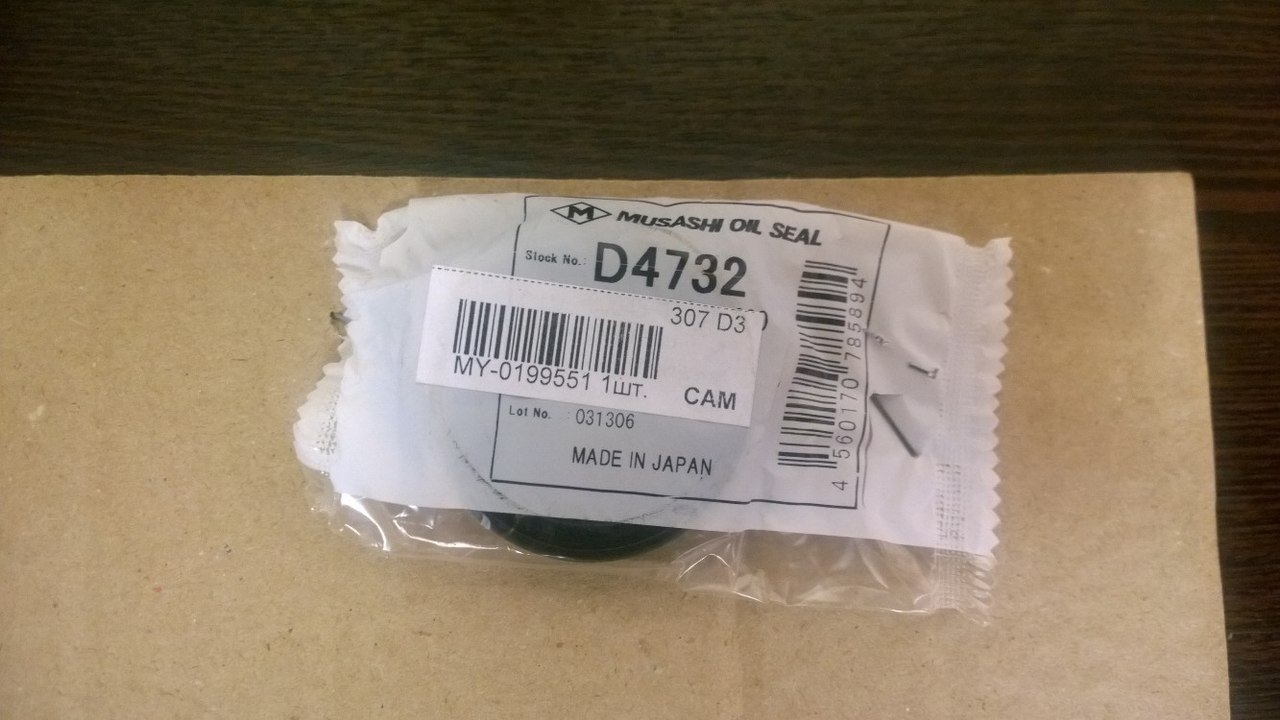 M MUSASHI OIL SEAL
Stock No.: D4732
307 D3
MY-0199551 1шт.
CAM
Lot No. : 031306
MADE IN JAPAN
4 560170 785894